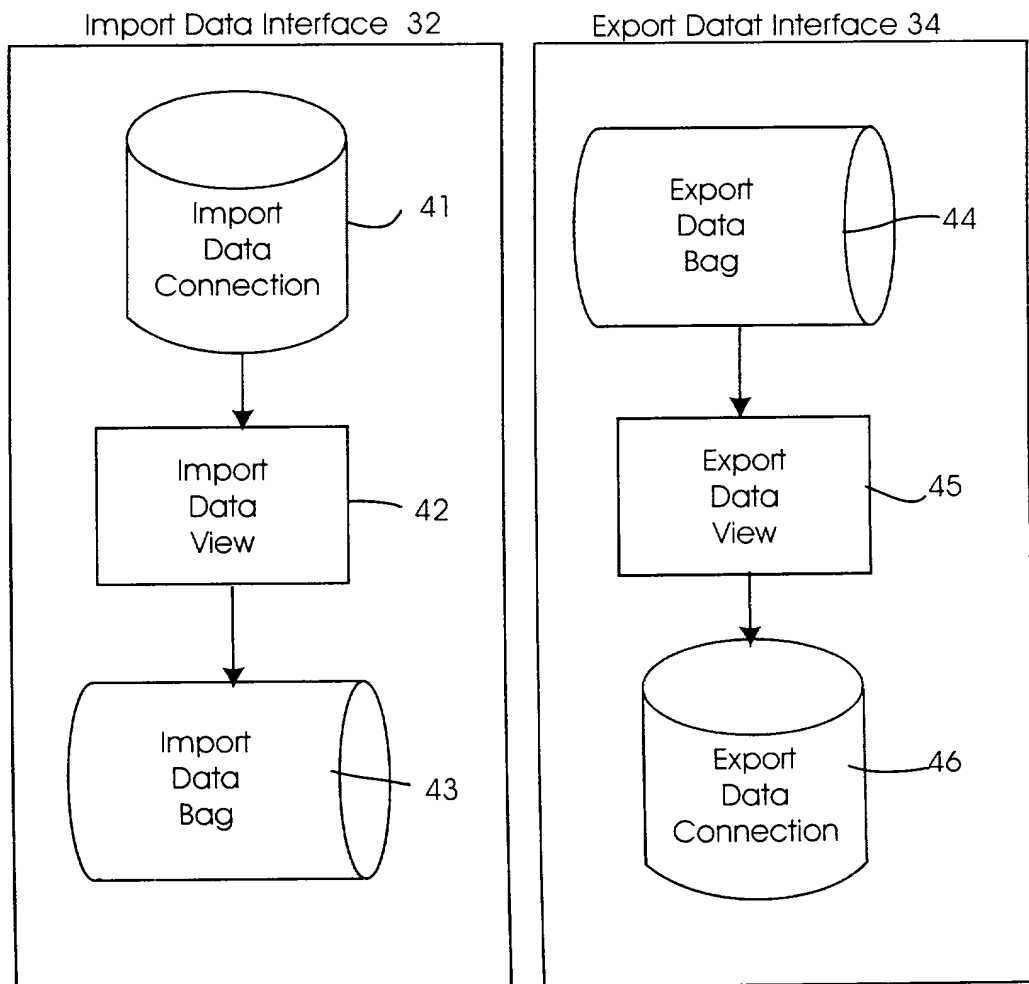 Import Data Interface 32
Import
Data
Connection
41
Import
Data
View
42
Import
Data
Bag
43
Export Datat Interface 34
Export
Data
Bag
44
Export
Data
View
45
Export
Data
Connection
46